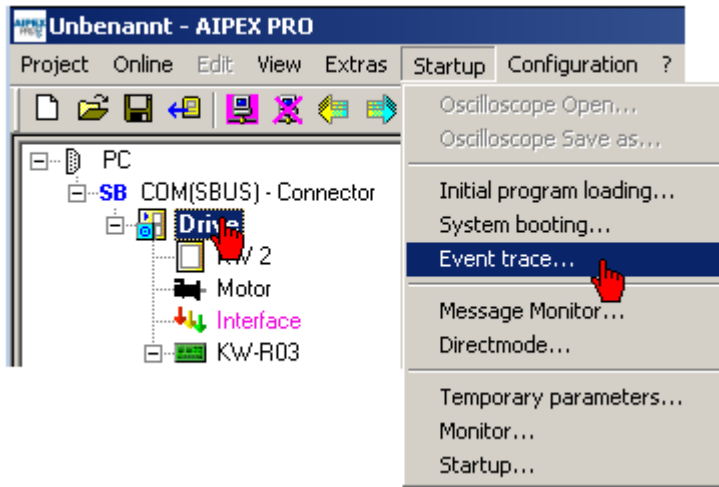 Unbenannt - AIPEX PRO
Project Online Edit View Extras Startup Configuration ?
Oscilloscope Open...
Oscilloscope Save as...
Initial program loading...
System booting...
Event trace...
Message Monitor...
Directmode...
Temporary parameters...
Monitor...
Startup...
PC
SB COM(SBUS) - Connector
Drive
KW 2
Motor
Interface
KW-R03